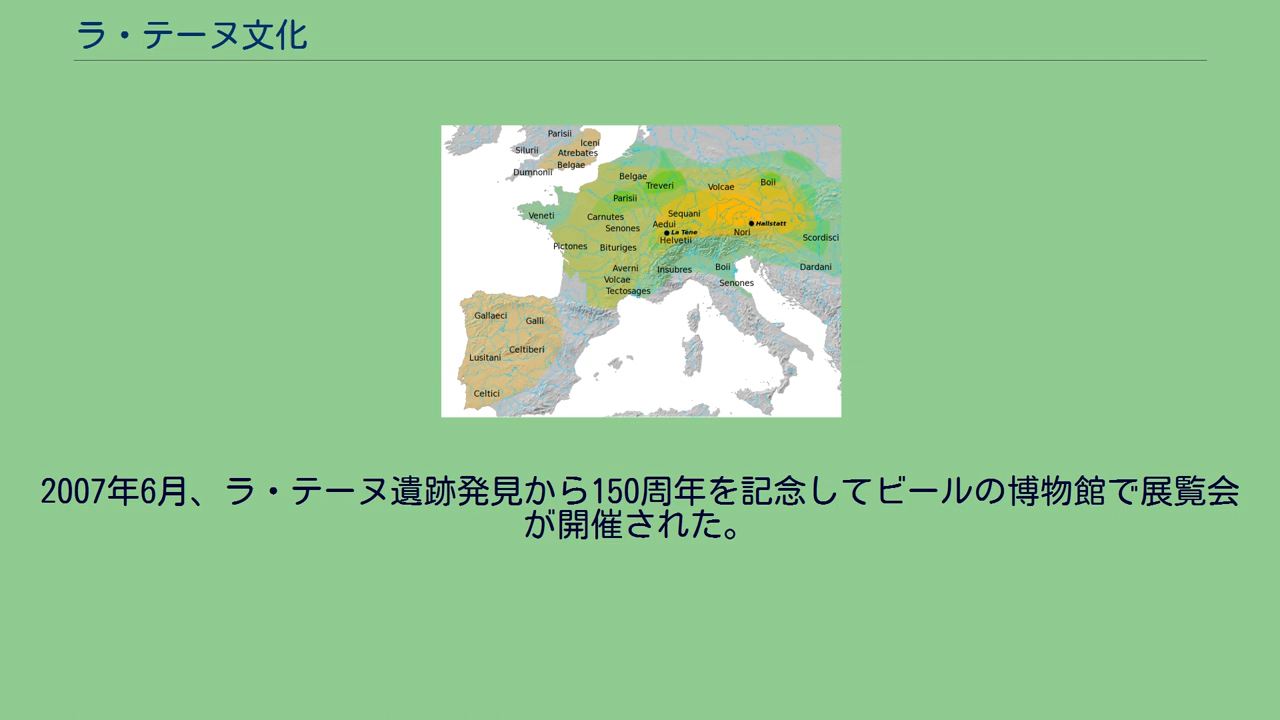 ラ・テーヌ文化
Parisii
Iceni
Silurii
Atrebates
Belgae
Dumnonii
Belgae
Treveri
Volcae
Boii
Parisii
Veneti
Carnutes
Sequani
Senones
Aedui
La Tène
Hallstatt
Helvetii
Nori
Scordisci
Pictones
Bituriges
Averni
Insubres
Boii
Dardani
Volcae
Tectosages
Senones
Gallaeci
Galli
Celtiberi
Lusitani
Celtici
2007年6月、ラ・テーヌ遺跡発見から150周年を記念してビールの博物館で展覧会
が開催された。